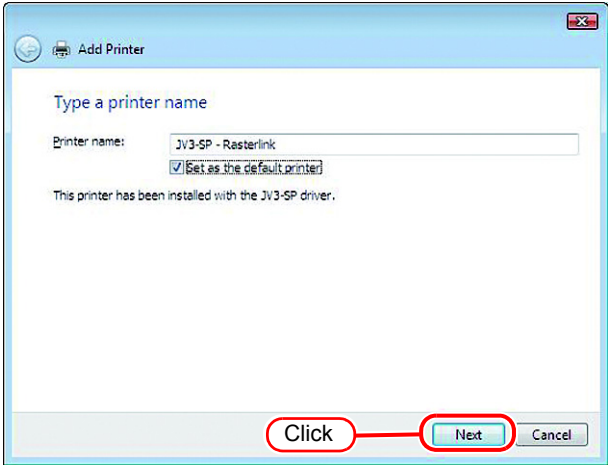 Add Printer
Type a printer name
Printer name: JV3-SP - Rasterlink
Set as the default printer
This printer has been installed with the JV3-SP driver.
Click Next Cancel